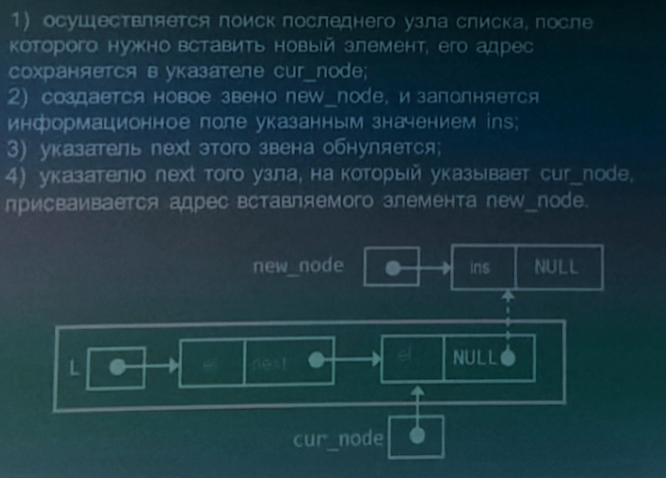 1) осуществляется поиск последнего узла списка, после
которого нужно вставить новый элемент, его адрес
сохраняется в указателе cur_node;
2) создается новое звено new_node, и заполняется
информационное поле указанным значением ins;
3) указатель next этого звена обнуляется;
4) указателю next того узла, на который указывает cur_node,
присваивается адрес вставляемого элемента new_node.
new_node ins NULL
L el next el NULL
cur_node